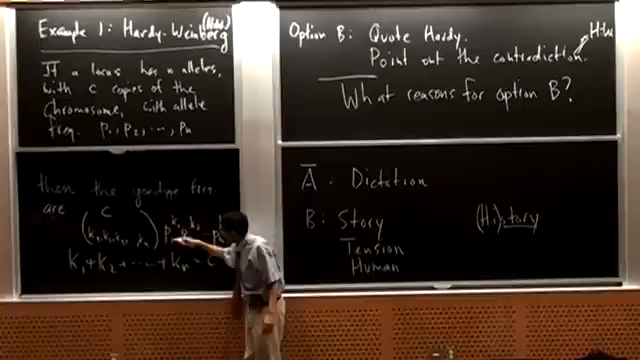 Example 1: Hardy-Weinberg
If a locus has n alleles,
with c copies of the
chromosome, with allele
freq. p₁, p₂, ..., pₙ
then the genotype freq.
are
c
k₁ + k₂ + ... + kₙ = c
Option B: Quote Hardy.
Point out the contradiction.
H-W
What reasons for option B?
A : Dictation
B : Story
Tension
Human
(Hi)story